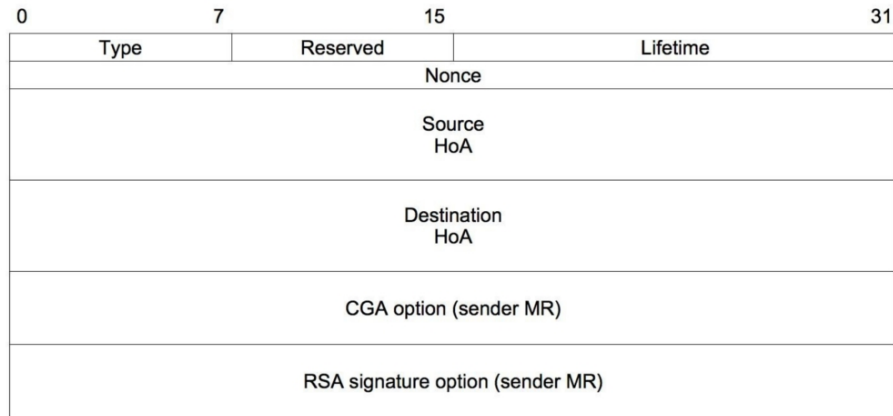 0 7 15 31
Type Reserved Lifetime
Nonce
Source
HoA
Destination
HoA
CGA option (sender MR)
RSA signature option (sender MR)